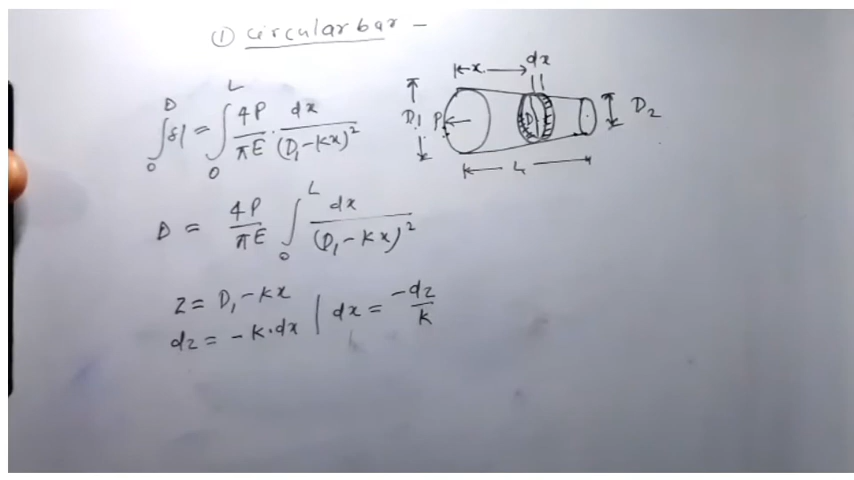 ① Circular bar -
∫₀^Δ δl = ∫₀^L 4P/πE · dx/(D₁-kx)²
Δ = 4P/πE ∫₀^L dx/(D₁-kx)²
z = D₁-kx
dz = -k·dx | dx = -dz/k
x dx
D₁ P D D₂
L